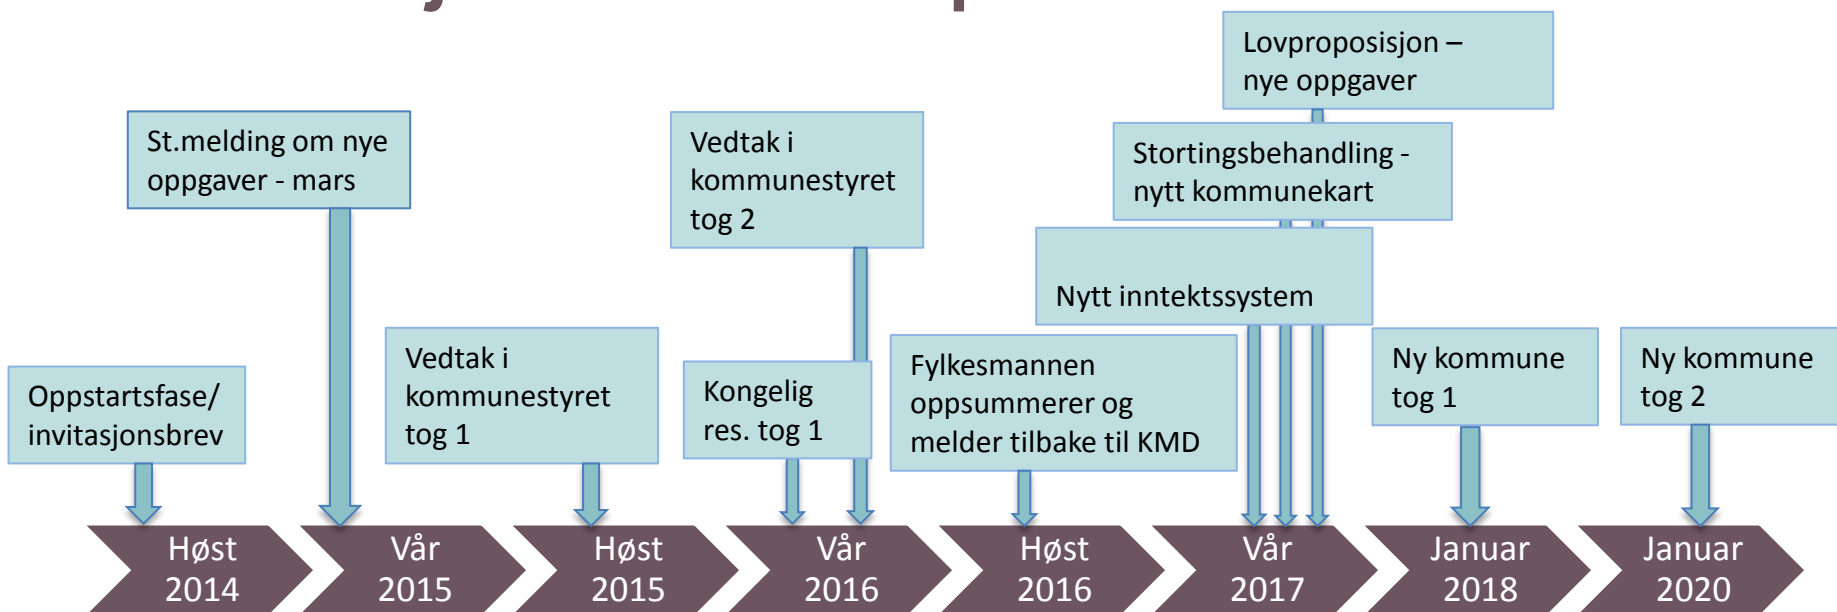 Lovproposisjon –
nye oppgaver
St.melding om nye
oppgaver - mars
Vedtak i
kommunestyret
tog 2
Stortingsbehandling -
nytt kommunekart
Nytt inntektssystem
Oppstartsfase/
invitasjonsbrev
Vedtak i
kommunestyret
tog 1
Kongelig
res. tog 1
Fylkesmannen
oppsummerer og
melder tilbake til KMD
Ny kommune
tog 1
Ny kommune
tog 2
Høst
2014
Vår
2015
Høst
2015
Vår
2016
Høst
2016
Vår
2017
Januar
2018
Januar
2020